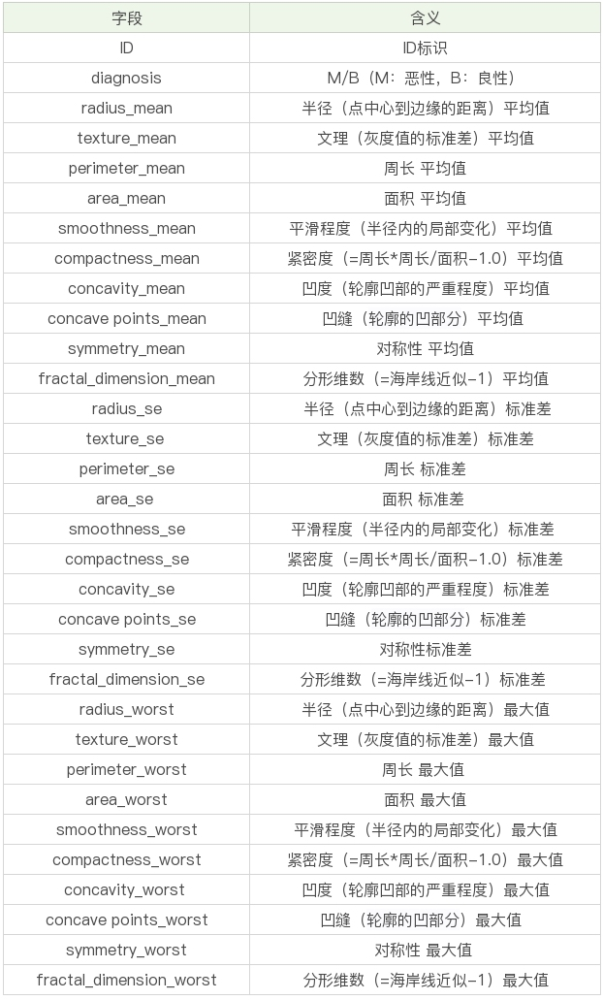 字段 含义
ID ID标识
diagnosis M/B（M：恶性，B：良性）
radius_mean 半径（点中心到边缘的距离）平均值
texture_mean 文理（灰度值的标准差）平均值
perimeter_mean 周长 平均值
area_mean 面积 平均值
smoothness_mean 平滑程度（半径内的局部变化）平均值
compactness_mean 紧密度（=周长*周长/面积-1.0）平均值
concavity_mean 凹度（轮廓凹部的严重程度）平均值
concave points_mean 凹缝（轮廓的凹部分）平均值
symmetry_mean 对称性 平均值
fractal_dimension_mean 分形维数（=海岸线近似-1）平均值
radius_se 半径（点中心到边缘的距离）标准差
texture_se 文理（灰度值的标准差）标准差
perimeter_se 周长 标准差
area_se 面积 标准差
smoothness_se 平滑程度（半径内的局部变化）标准差
compactness_se 紧密度（=周长*周长/面积-1.0）标准差
concavity_se 凹度（轮廓凹部的严重程度）标准差
concave points_se 凹缝（轮廓的凹部分）标准差
symmetry_se 对称性标准差
fractal_dimension_se 分形维数（=海岸线近似-1）标准差
radius_worst 半径（点中心到边缘的距离）最大值
texture_worst 文理（灰度值的标准差）最大值
perimeter_worst 周长 最大值
area_worst 面积 最大值
smoothness_worst 平滑程度（半径内的局部变化）最大值
compactness_worst 紧密度（=周长*周长/面积-1.0）最大值
concavity_worst 凹度（轮廓凹部的严重程度）最大值
concave points_worst 凹缝（轮廓的凹部分）最大值
symmetry_worst 对称性 最大值
fractal_dimension_worst 分形维数（=海岸线近似-1）最大值